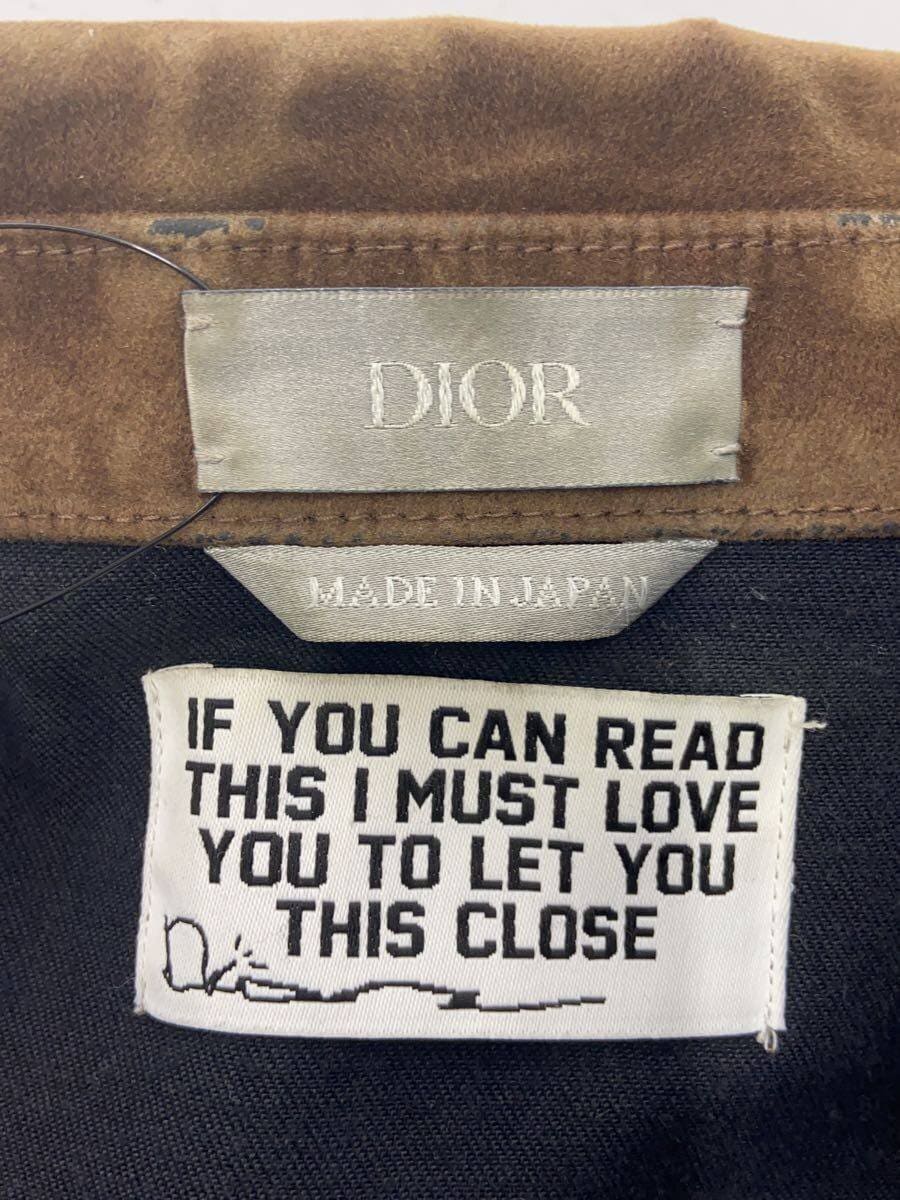 DIOR
MADE IN JAPAN
IF YOU CAN READ
THIS I MUST LOVE
YOU TO LET YOU
THIS CLOSE